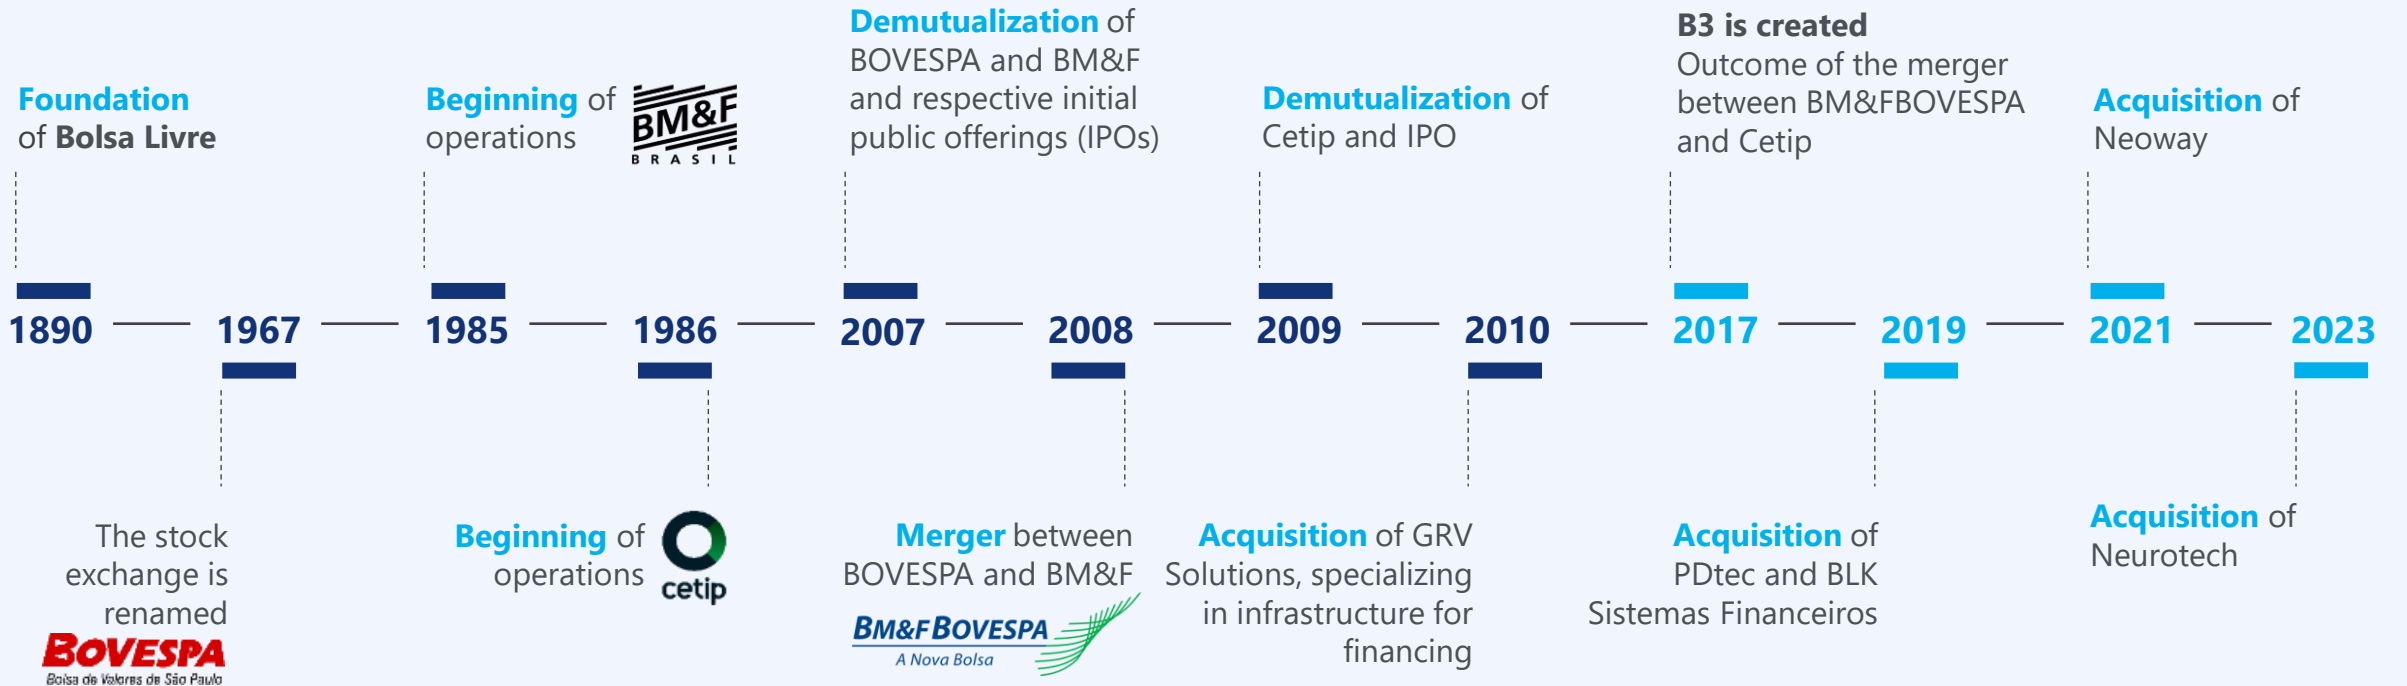 Foundation
of Bolsa Livre
Beginning of
operations
BM&F
BRASIL
Demutualization of
BOVESPA and BM&F
and respective initial
public offerings (IPOs)
Demutualization of
Cetip and IPO
B3 is created
Outcome of the merger
between BM&FBOVESPA
and Cetip
Acquisition of
Neoway
1890
1967
1985
1986
2007
2008
2009
2010
2017
2019
2021
2023
The stock
exchange is
renamed
BOVESPA
Bolsa de Valores de São Paulo
Beginning of
operations
cetip
Merger between
BOVESPA and BM&F
BM&FBOVESPA
A Nova Bolsa
Acquisition of GRV
Solutions, specializing
in infrastructure for
financing
Acquisition of
PDtec and BLK
Sistemas Financeiros
Acquisition of
Neurotech